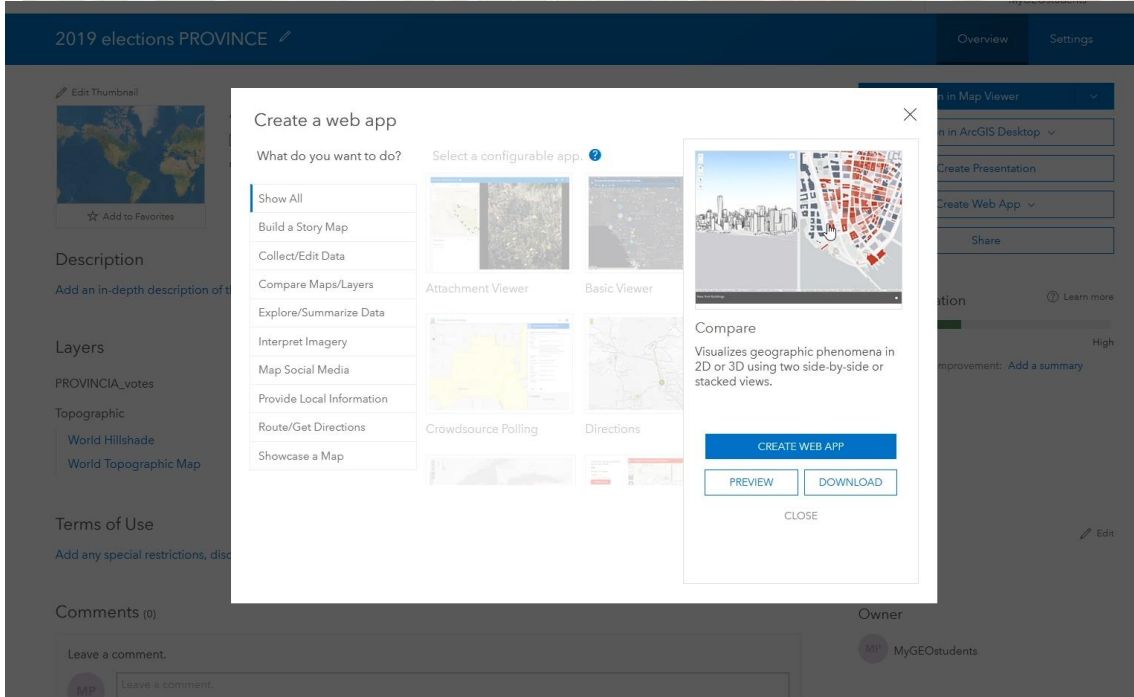 MyGEOstudents
2019 elections PROVINCE
Overview
Settings
Edit Thumbnail
Add to Favorites
Description
Add an in-depth description of t
Layers
PROVINCIA_votes
Topographic
World Hillshade
World Topographic Map
Terms of Use
Add any special restrictions, disc
Comments (0)
Leave a comment.
MP
Leave a comment.
Create a web app
What do you want to do?
Show All
Build a Story Map
Collect/Edit Data
Compare Maps/Layers
Explore/Summarize Data
Interpret Imagery
Map Social Media
Provide Local Information
Route/Get Directions
Showcase a Map
Select a configurable app.
Attachment Viewer
Basic Viewer
Crowdsource Polling
Directions
Compare
Visualizes geographic phenomena in
2D or 3D using two side-by-side or
stacked views.
CREATE WEB APP
PREVIEW
DOWNLOAD
CLOSE
n in Map Viewer
n in ArcGIS Desktop
Create Presentation
Create Web App
Share
ation
Learn more
High
mprovement: Add a summary
Edit
Owner
MP
MyGEOstudents